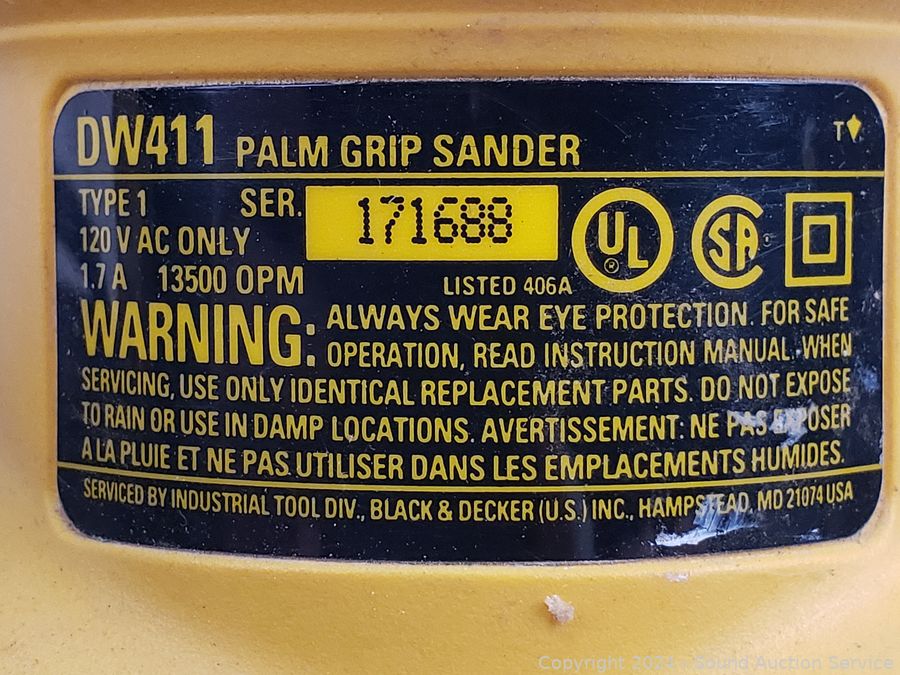 DW411 PALM GRIP SANDER T
TYPE 1 SER. 171688
120 V AC ONLY
1.7 A 13500 OPM LISTED 406A
UL ®
SA
WARNING: ALWAYS WEAR EYE PROTECTION. FOR SAFE
OPERATION, READ INSTRUCTION MANUAL. WHEN
SERVICING, USE ONLY IDENTICAL REPLACEMENT PARTS. DO NOT EXPOSE
TO RAIN OR USE IN DAMP LOCATIONS. AVERTISSEMENT: NE PAS EXPOSER
A LA PLUIE ET NE PAS UTILISER DANS LES EMPLACEMENTS HUMIDES.
SERVICED BY INDUSTRIAL TOOL DIV., BLACK & DECKER (U.S.) INC., HAMPSTEAD, MD 21074 USA
Copyright © 2024 - Sound Auction Service